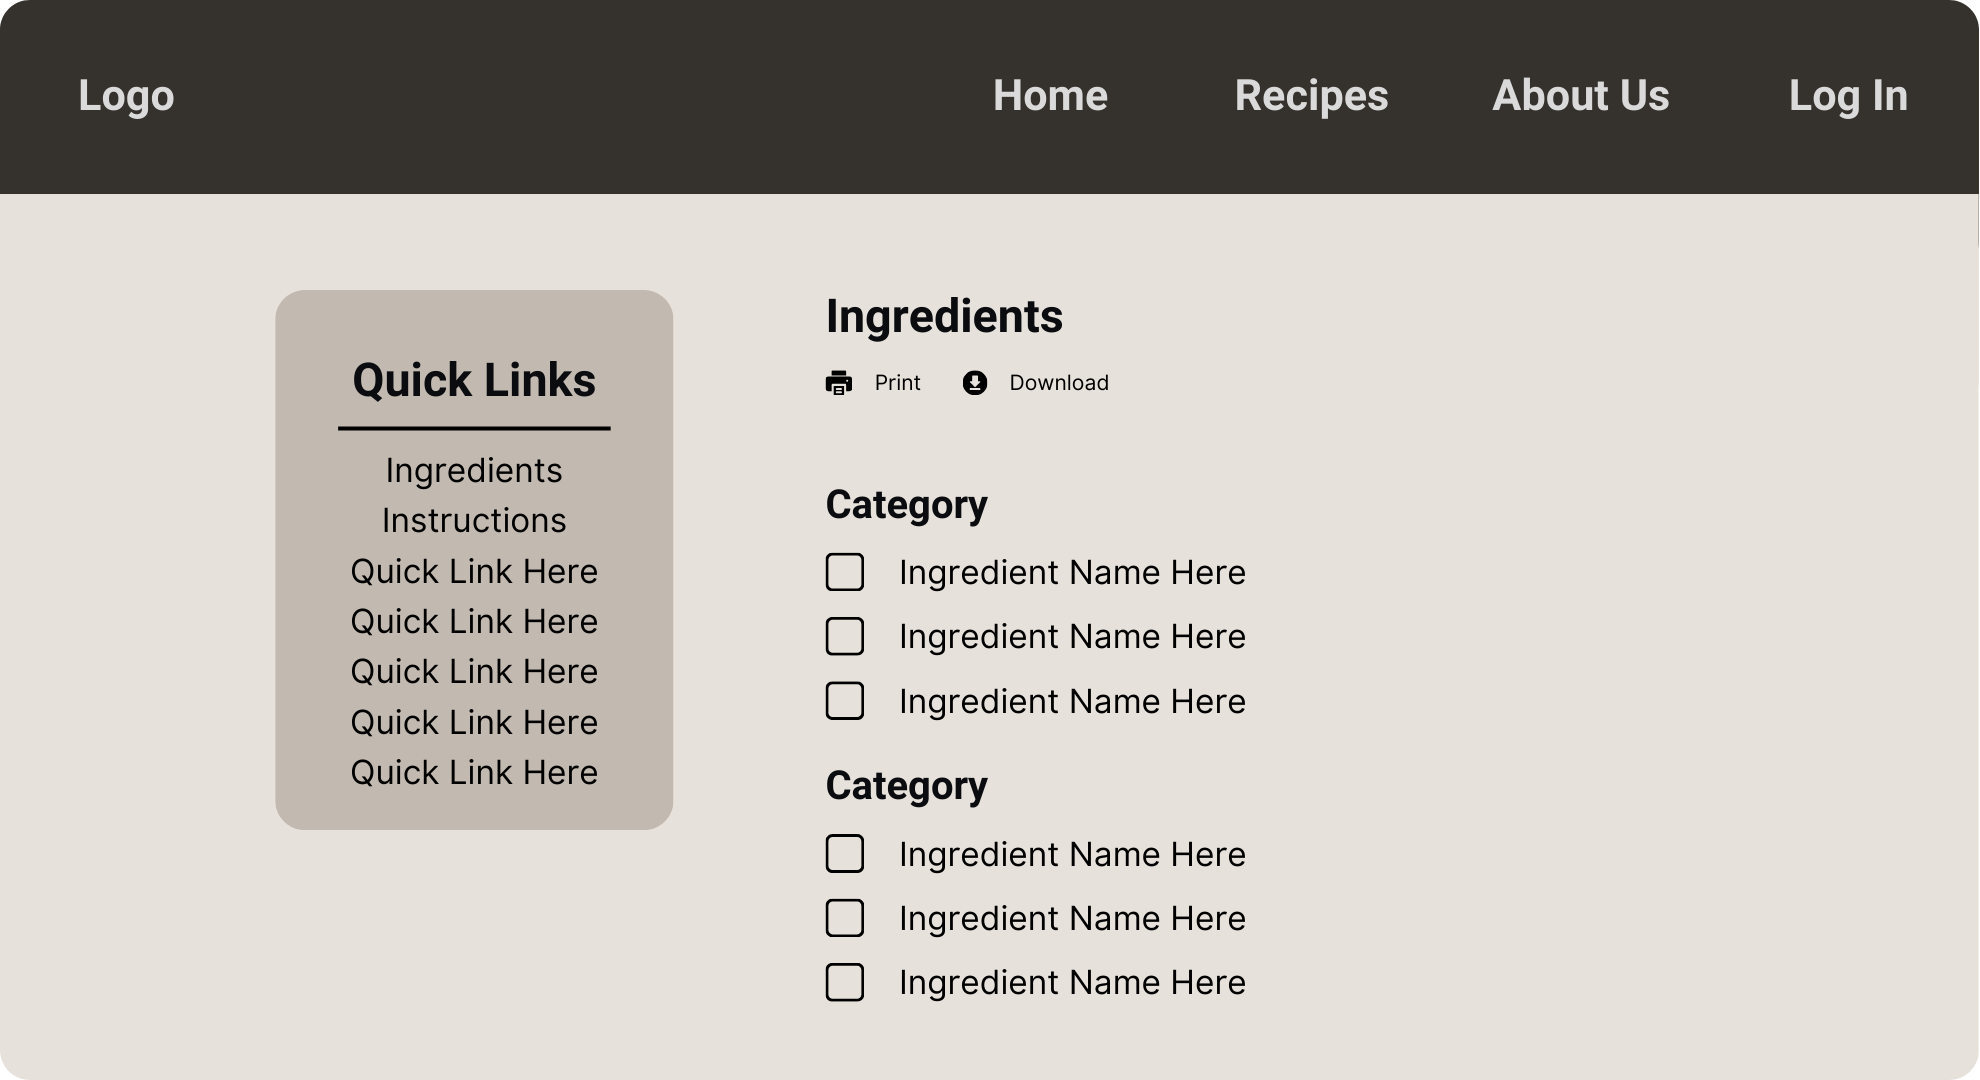 Logo
Home
Recipes
About Us
Log In
Quick Links
Ingredients
Instructions
Quick Link Here
Quick Link Here
Quick Link Here
Quick Link Here
Quick Link Here
Ingredients
Print
Download
Category
Ingredient Name Here
Ingredient Name Here
Ingredient Name Here
Category
Ingredient Name Here
Ingredient Name Here
Ingredient Name Here